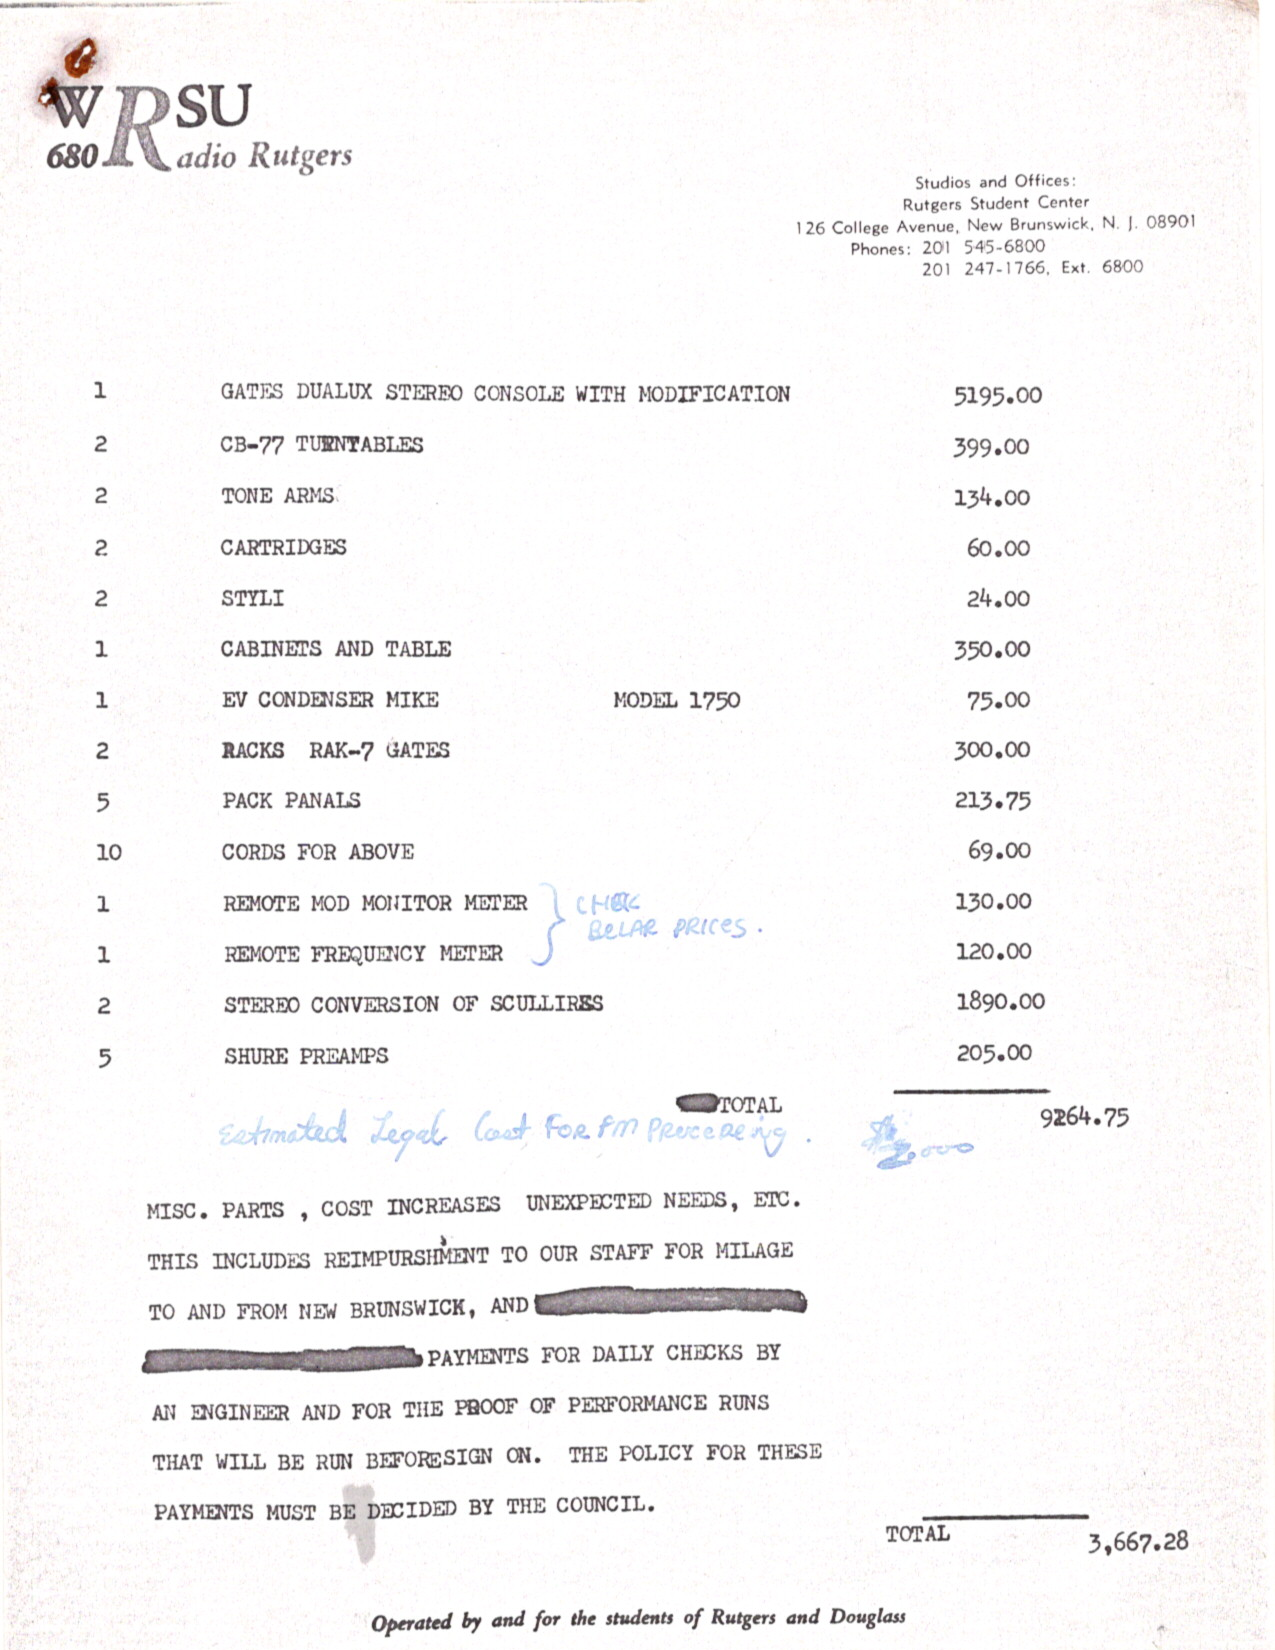 WRSU
680 Radio Rutgers
Studios and Offices:
Rutgers Student Center
126 College Avenue, New Brunswick, N. J. 08901
Phones: 201 545-6800
201 247-1766, Ext. 6800
1 GATES DUALUX STEREO CONSOLE WITH MODIFICATION 5195.00
2 CB-77 TURNTABLES 399.00
2 TONE ARMS 134.00
2 CARTRIDGES 60.00
2 STYLI 24.00
1 CABINETS AND TABLE 350.00
1 EV CONDENSER MIKE MODEL 1750 75.00
2 RACKS RAK-7 GATES 300.00
5 PACK PANALS 213.75
10 CORDS FOR ABOVE 69.00
1 REMOTE MOD MONITOR METER } CHECK 130.00
BELAR PRICES.
1 REMOTE FREQUENCY METER 120.00
2 STEREO CONVERSION OF SCULLIRES 1890.00
5 SHURE PREAMPS 205.00
TOTAL 9264.75
Estimated Legal Cost FOR FM PROCEREING. 2,000
MISC. PARTS , COST INCREASES UNEXPECTED NEEDS, ETC.
THIS INCLUDES REIMPURSHMENT TO OUR STAFF FOR MILAGE
TO AND FROM NEW BRUNSWICK, AND
PAYMENTS FOR DAILY CHECKS BY
AN ENGINEER AND FOR THE PROOF OF PERFORMANCE RUNS
THAT WILL BE RUN BEFORESIGN ON. THE POLICY FOR THESE
PAYMENTS MUST BE DECIDED BY THE COUNCIL.
TOTAL 3,667.28
Operated by and for the students of Rutgers and Douglass